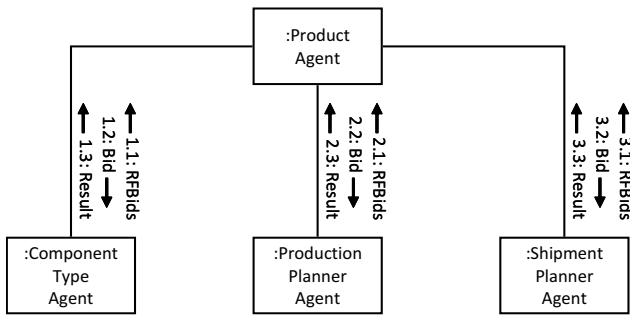 :Product
Agent
1.1: RFBids
1.2: Bid
1.3: Result
2.1: RFBids
2.2: Bid
2.3: Result
3.1: RFBids
3.2: Bid
3.3: Result
:Component
Type
Agent
:Production
Planner
Agent
:Shipment
Planner
Agent